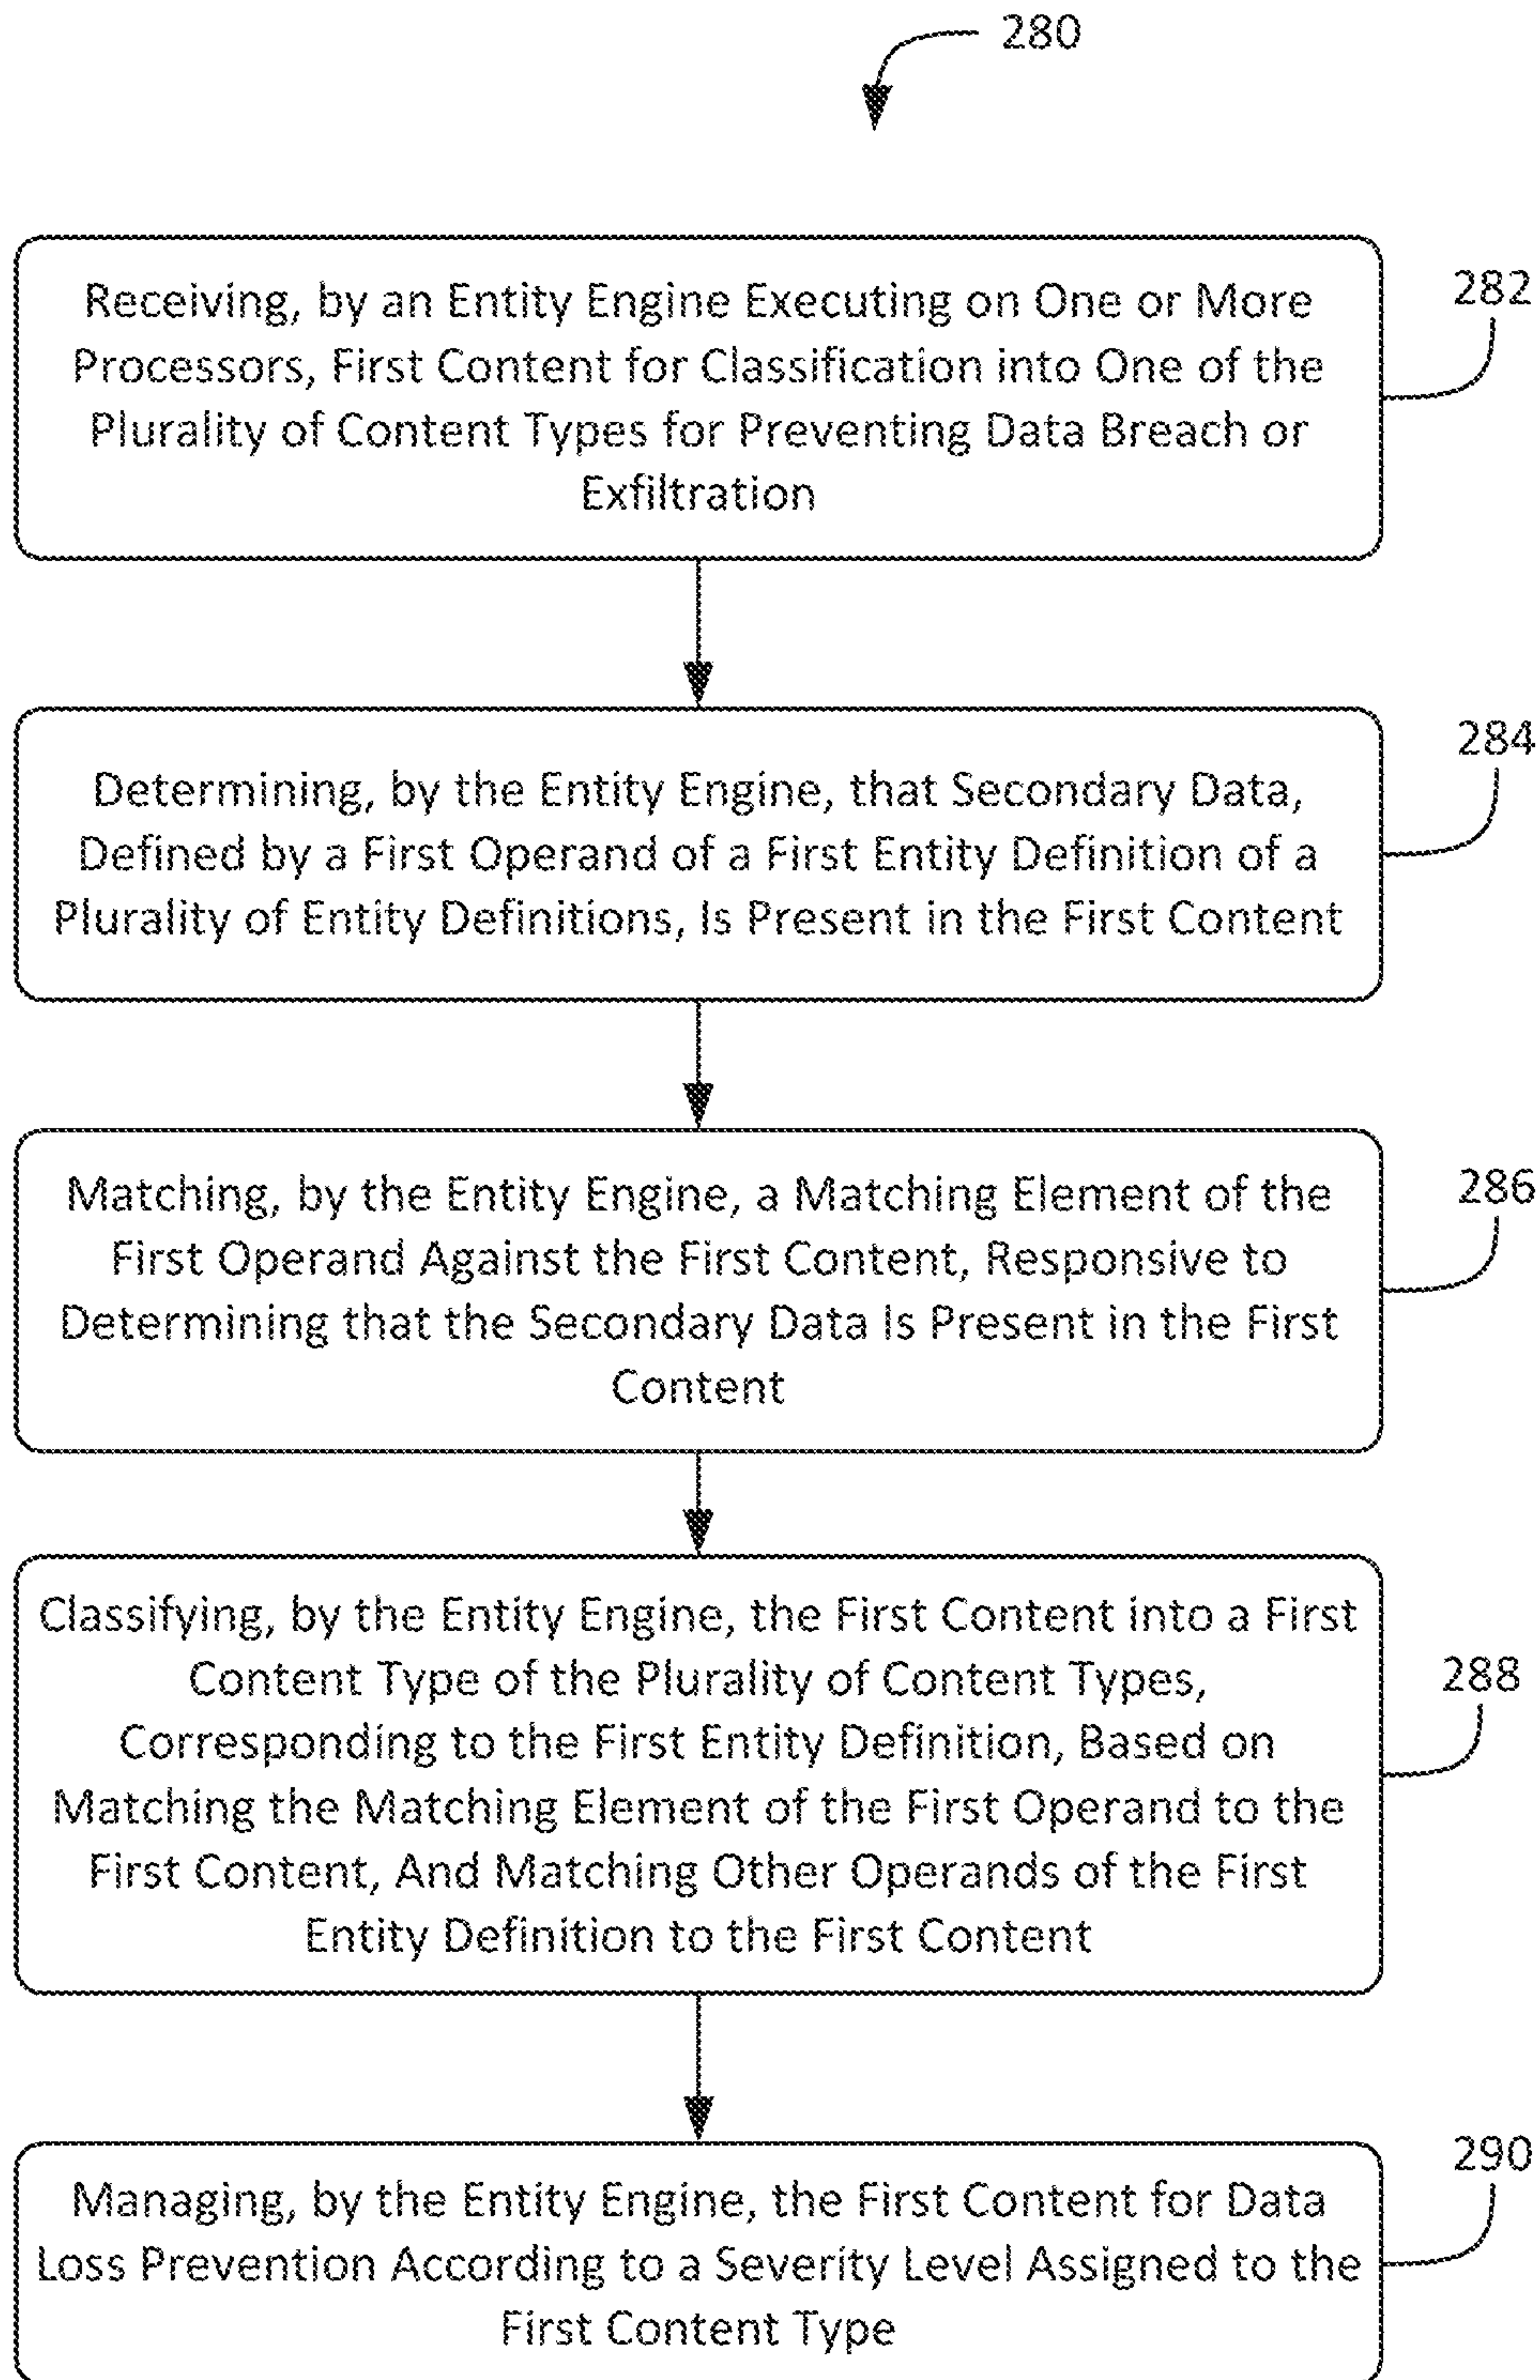 280
Receiving, by an Entity Engine Executing on One or More
Processors, First Content for Classification into One of the
Plurality of Content Types for Preventing Data Breach or
Exfiltration
282
Determining, by the Entity Engine, that Secondary Data,
Defined by a First Operand of a First Entity Definition of a
Plurality of Entity Definitions, Is Present in the First Content
284
Matching, by the Entity Engine, a Matching Element of the
First Operand Against the First Content, Responsive to
Determining that the Secondary Data Is Present in the First
Content
286
Classifying, by the Entity Engine, the First Content into a First
Content Type of the Plurality of Content Types,
Corresponding to the First Entity Definition, Based on
Matching the Matching Element of the First Operand to the
First Content, And Matching Other Operands of the First
Entity Definition to the First Content
288
Managing, by the Entity Engine, the First Content for Data
Loss Prevention According to a Severity Level Assigned to the
First Content Type
290